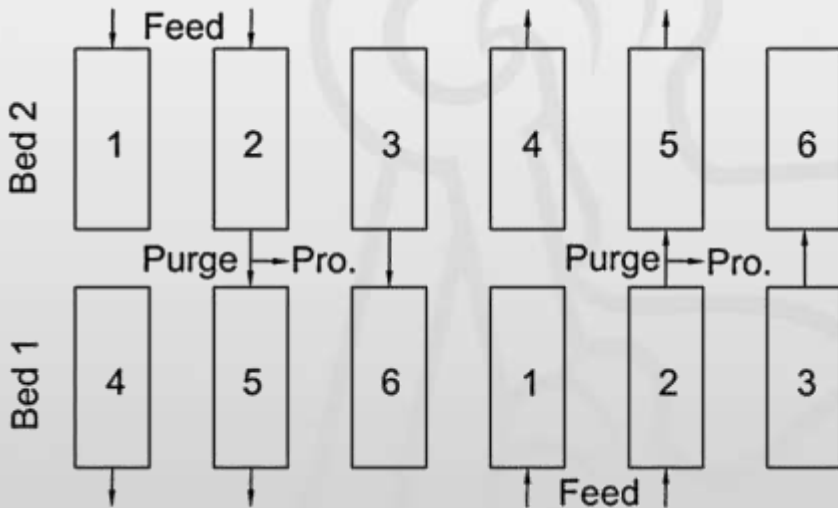 Feed
Bed 2
1 2 3 4 5 6
Purge Pro. Purge Pro.
Bed 1
4 5 6 1 2 3
Feed